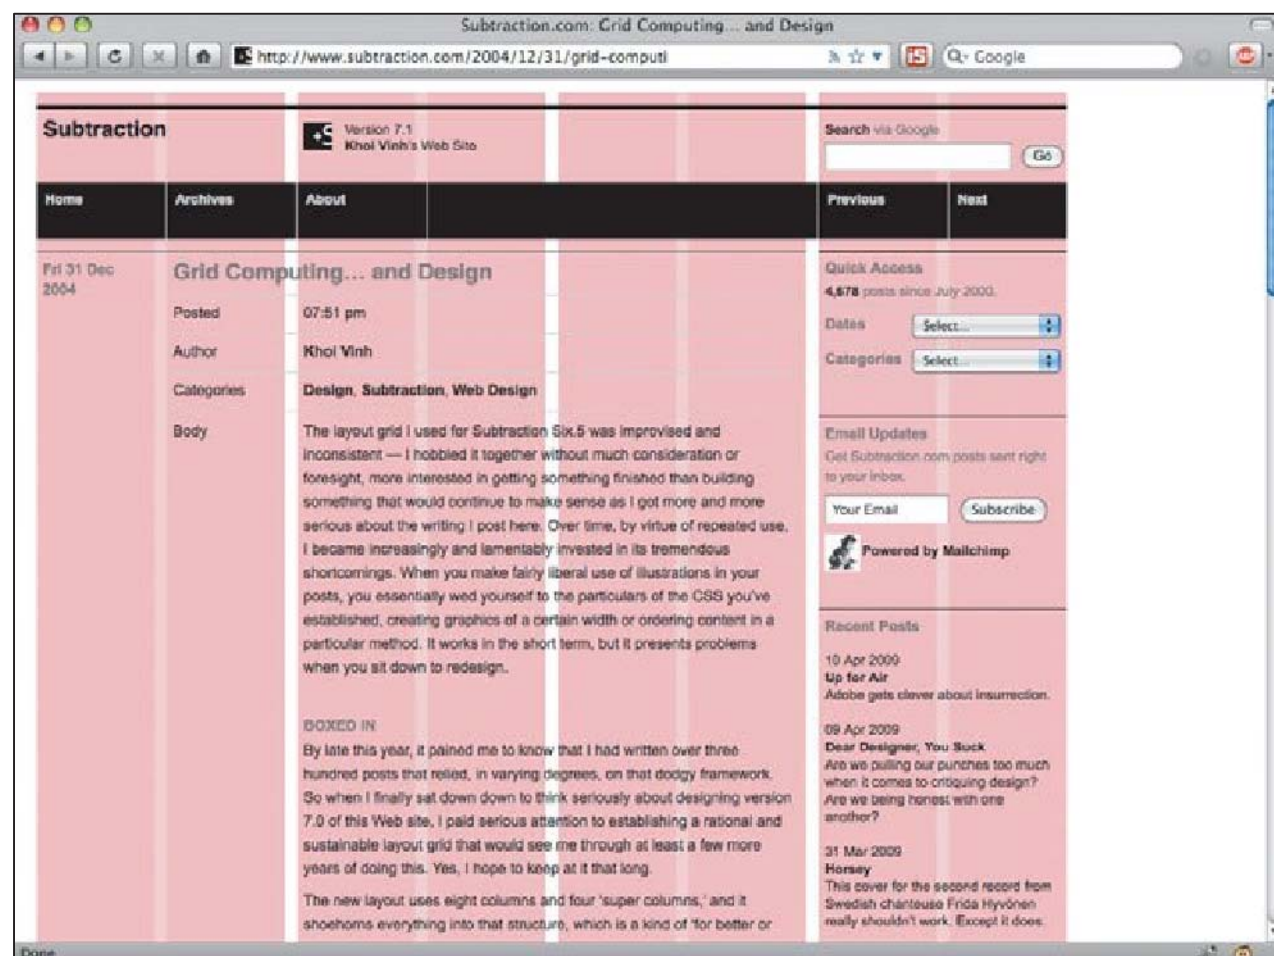 Subtraction.com: Grid Computing... and Design
http://www.subtraction.com/2004/12/31/grid-computi
Google
Subtraction
Version 7.1
Khoi Vinh's Web Site
Search via Google
Go
Home
Archives
About
Previous
Next
Fri 31 Dec
2004
Grid Computing... and Design
Posted
07:51 pm
Author
Khoi Vinh
Categories
Design, Subtraction, Web Design
Body
The layout grid I used for Subtraction Six.5 was improvised and
inconsistent — I hobbled it together without much consideration or
foresight, more interested in getting something finished than building
something that would continue to make sense as I got more and more
serious about the writing I post here. Over time, by virtue of repeated use,
I became increasingly and lamentably invested in its tremendous
shortcomings. When you make fairly liberal use of illustrations in your
posts, you essentially wed yourself to the particulars of the CSS you've
established, creating graphics of a certain width or ordering content in a
particular method. It works in the short term, but it presents problems
when you sit down to redesign.
BOXED IN
By late this year, it pained me to know that I had written over three
hundred posts that relied, in varying degrees, on that dodgy framework.
So when I finally sat down down to think seriously about designing version
7.0 of this Web site, I paid serious attention to establishing a rational and
sustainable layout grid that would see me through at least a few more
years of doing this. Yes, I hope to keep at it that long.
The new layout uses eight columns and four 'super columns,' and it
shoehorns everything into that structure, which is a kind of 'for better or
Quick Access
4,678 posts since July 2000.
Dates
Select...
Categories
Select...
Email Updates
Get Subtraction.com posts sent right
to your inbox.
Your Email
Subscribe
Powered by Mailchimp
Recent Posts
10 Apr 2009
Up for Air
Adobe gets clever about insurrection.
09 Apr 2009
Dear Designer, You Suck
Are we pulling our punches too much
when it comes to critiquing design?
Are we being honest with one
another?
31 Mar 2009
Horsey
This cover for the second record from
Swedish chanteuse Frida Hyvönen
really shouldn't work. Except it does.
Done